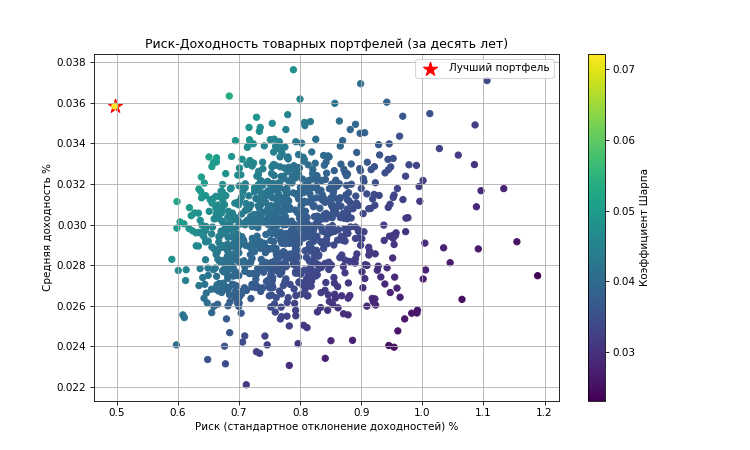 Риск-Доходность товарных портфелей (за десять лет)
Лучший портфель
0.038
0.036
0.034
0.032
0.030
0.028
0.026
0.024
0.022
Средняя доходность %
0.5 0.6 0.7 0.8 0.9 1.0 1.1 1.2
Риск (стандартное отклонение доходностей) %
0.07
0.06
0.05
0.04
0.03
Коэффициент Шарпа